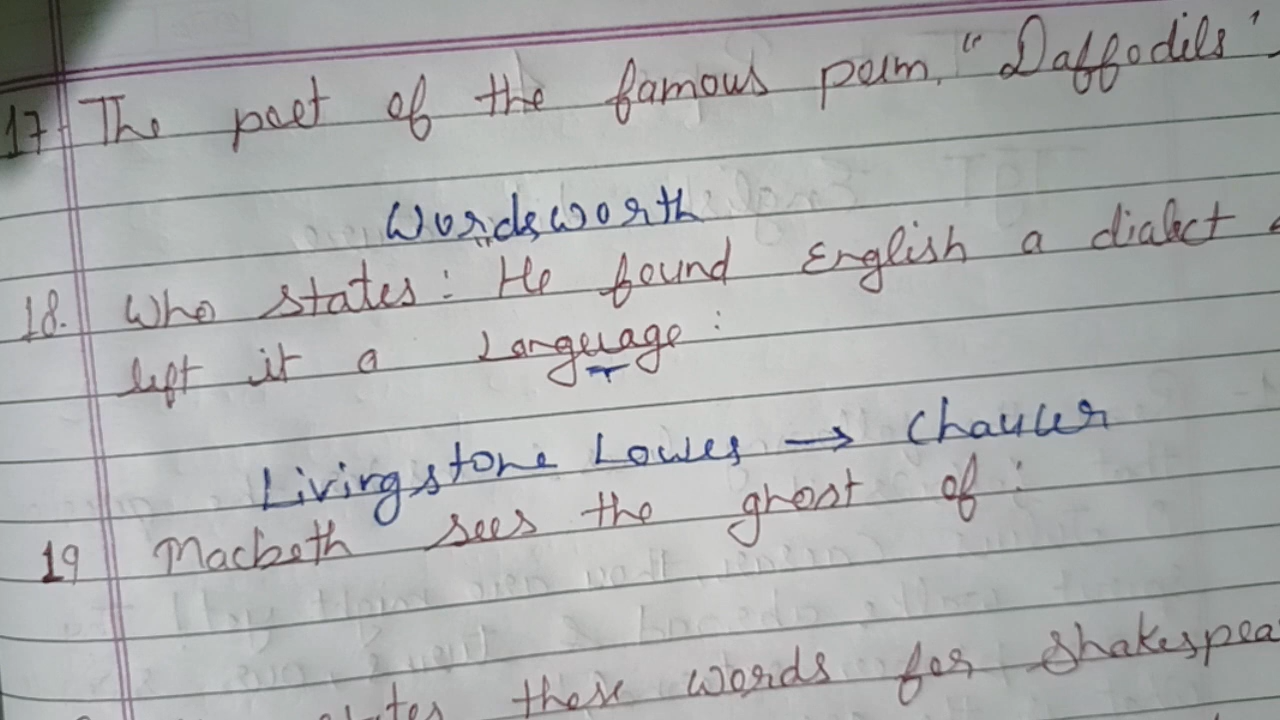 17 The poet of the famous poem, "Daffodils"
Wordsworth
18. Who states: He found English a dialect &
left it a Language:
Livingstone Lowes → Chaucer
19 Macbeth sees the ghost of:
these words for Shakespea